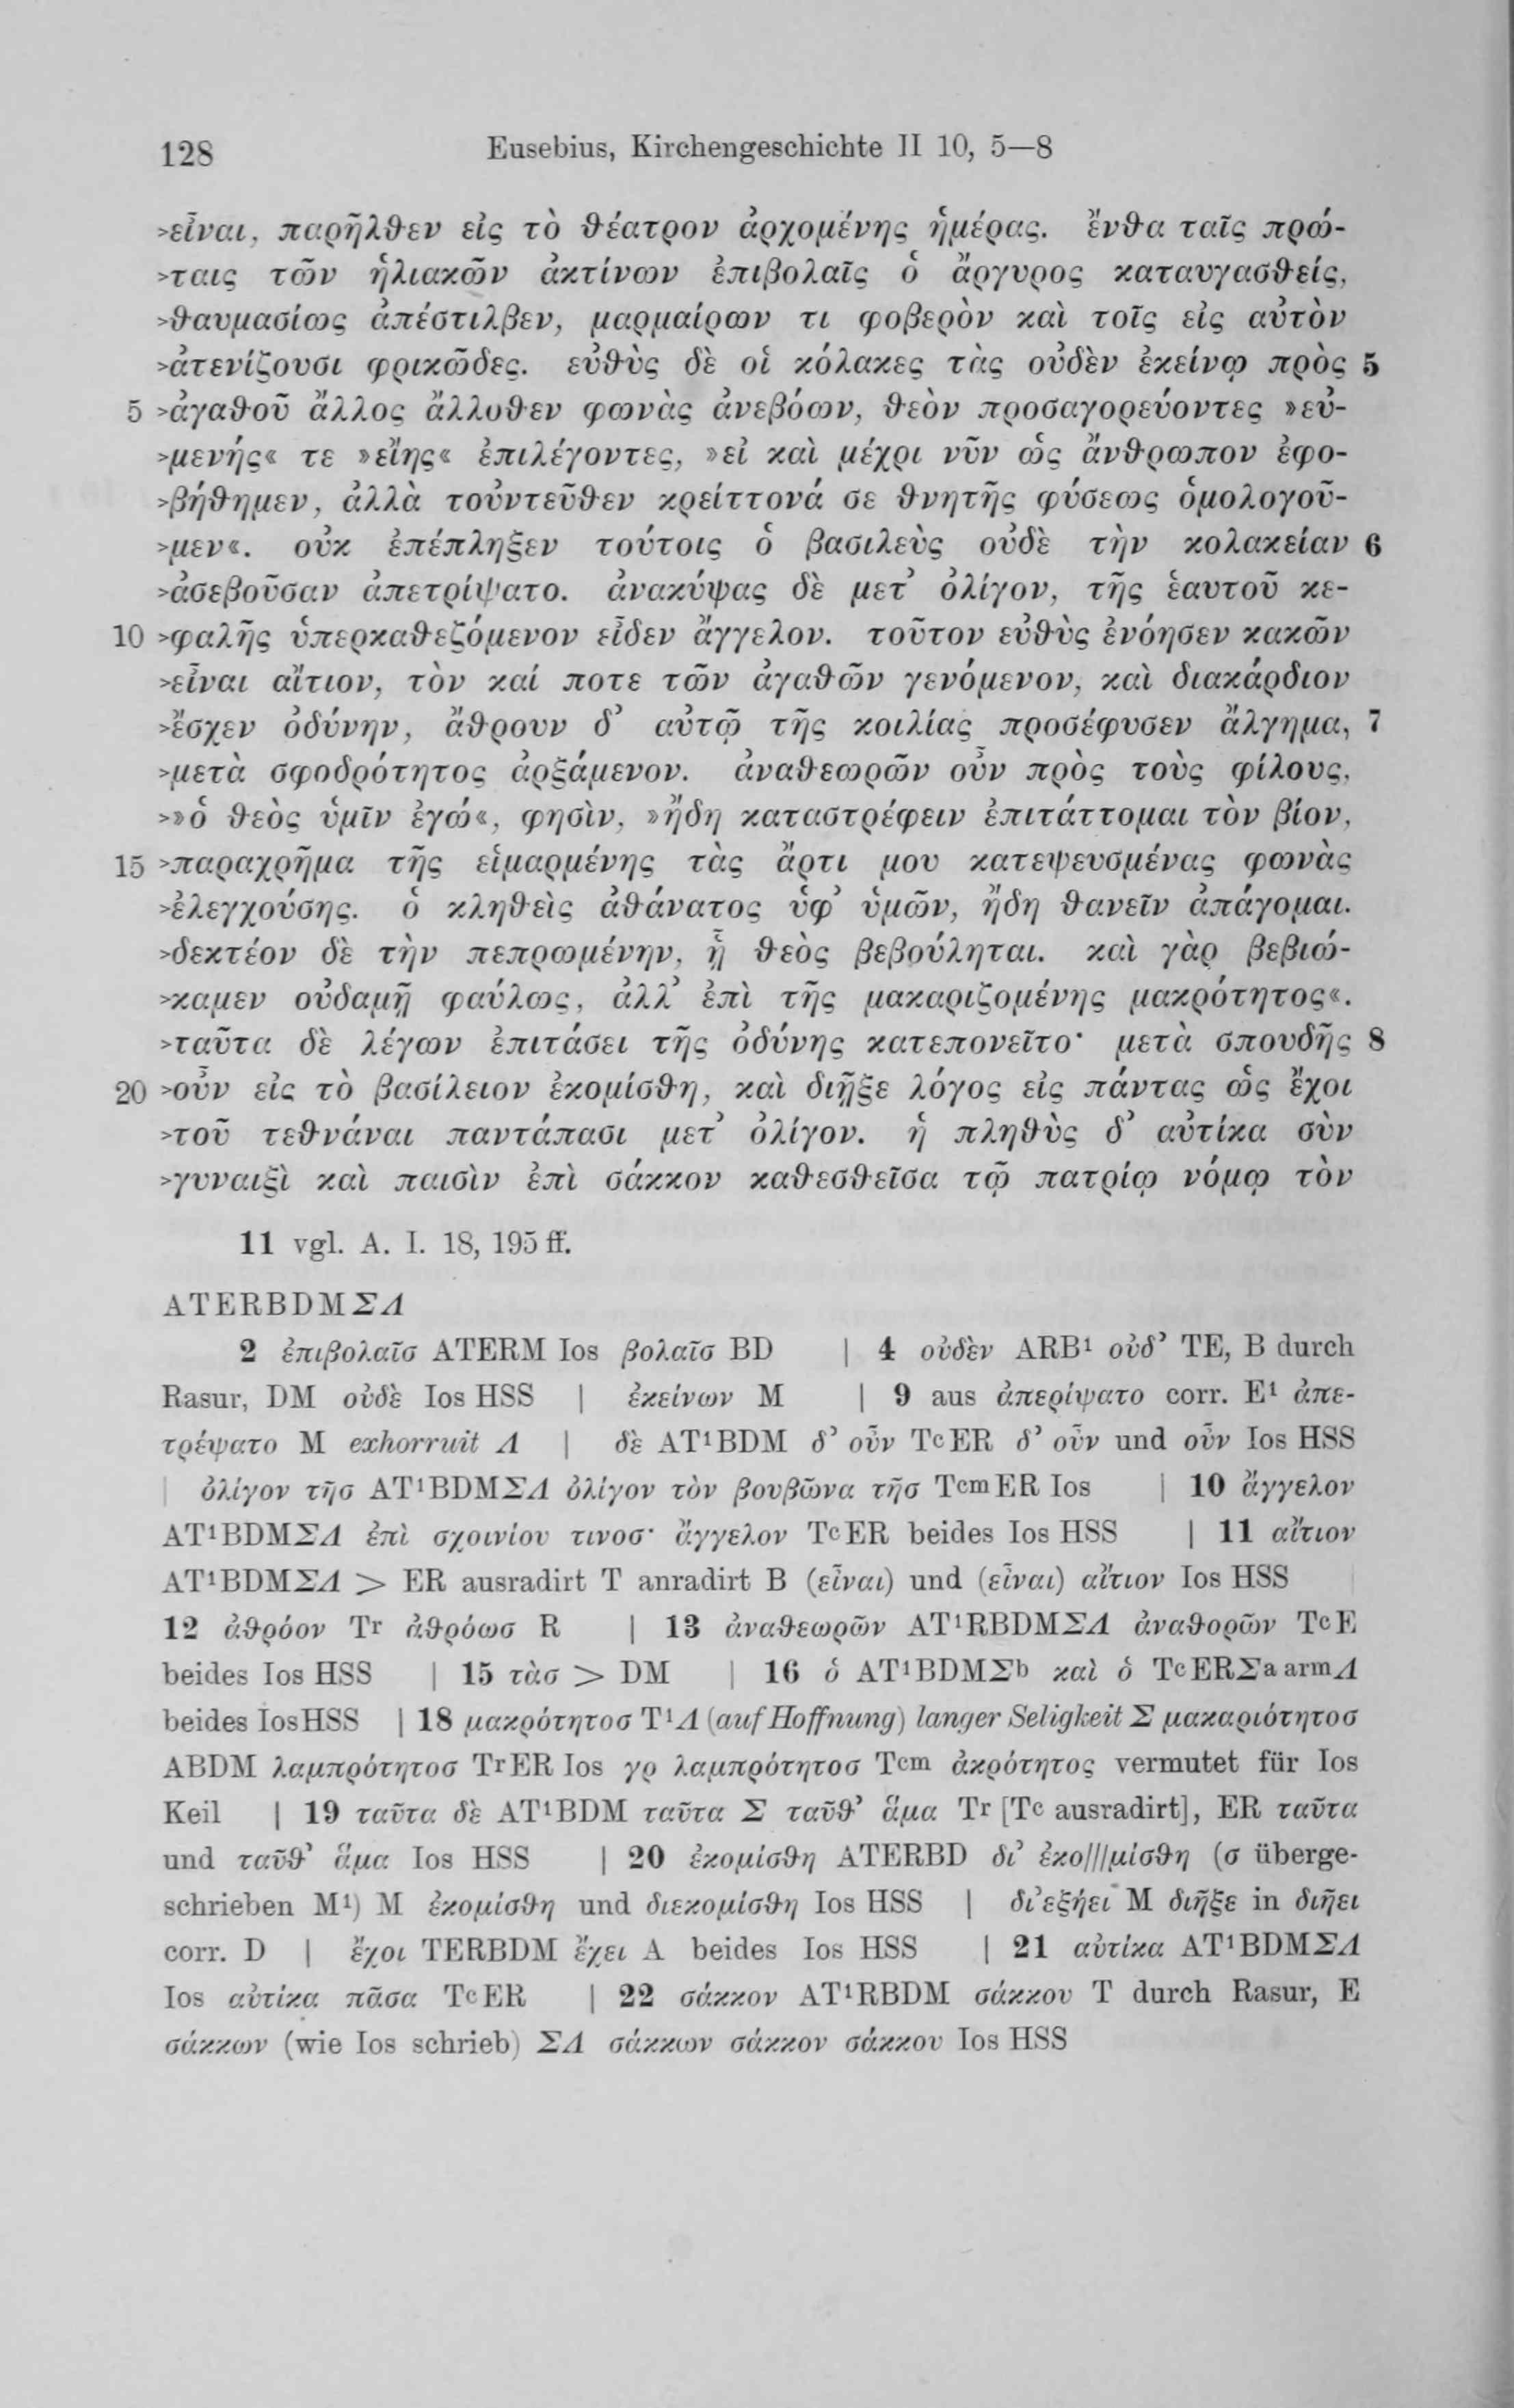 128 Eusebius, Kirchengeschichte II 10, 5—8
>εἶναι, παρῆλθεν εἰς τὸ θέατρον ἀρχομένης ἡμέρας. ἔνθα ταῖς πρώ-
>ταις τῶν ἡλιακῶν ἀκτίνων ἐπιβολαῖς ὁ ἄργυρος καταυγασθείς,
>θαυμασίως ἀπέστιλβεν, μαρμαίρων τι φοβερὸν καὶ τοῖς εἰς αὐτὸν
>ἀτενίζουσι φρικῶδες. εὐθὺς δὲ οἱ κόλακες τὰς οὐδὲν ἐκείνῳ πρὸς 5
5 >ἀγαθοῦ ἄλλος ἄλλοθεν φωνὰς ἀνεβόων, θεὸν προσαγορεύοντες »εὐ-
>μενής« τε »εἴης« ἐπιλέγοντες, »εἰ καὶ μέχρι νῦν ὡς ἄνθρωπον ἐφο-
>βήθημεν, ἀλλὰ τοὐντεῦθεν κρείττονά σε θνητῆς φύσεως ὁμολογοῦ-
>μεν«. οὐκ ἐπέπληξεν τούτοις ὁ βασιλεὺς οὐδὲ τὴν κολακείαν 6
>ἀσεβοῦσαν ἀπετρίψατο. ἀνακύψας δὲ μετ᾽ ὀλίγον, τῆς ἑαυτοῦ κε-
10 >φαλῆς ὑπερκαθεζόμενον εἶδεν ἄγγελον. τοῦτον εὐθὺς ἐνόησεν κακῶν
>εἶναι αἴτιον, τὸν καί ποτε τῶν ἀγαθῶν γενόμενον, καὶ διακάρδιον
>ἔσχεν ὀδύνην, ἄθρουν δ᾽ αὐτῷ τῆς κοιλίας προσέφυσεν ἄλγημα, 7
>μετὰ σφοδρότητος ἀρξάμενον. ἀναθεωρῶν οὖν πρὸς τοὺς φίλους,
>»ὁ θεὸς ὑμῖν ἐγώ«, φησὶν, »ἤδη καταστρέφειν ἐπιτάττομαι τὸν βίον,
15 >παραχρῆμα τῆς εἱμαρμένης τὰς ἄρτι μου κατεψευσμένας φωνὰς
>ἐλεγχούσης. ὁ κληθεὶς ἀθάνατος ὑφ᾽ ὑμῶν, ἤδη θανεῖν ἀπάγομαι.
>δεκτέον δὲ τὴν πεπρωμένην, ᾗ θεὸς βεβούληται. καὶ γὰρ βεβιώ-
>καμεν οὐδαμῇ φαύλως, ἀλλ᾽ ἐπὶ τῆς μακαριζομένης μακρότητος«.
>ταῦτα δὲ λέγων ἐπιτάσει τῆς ὀδύνης κατεπονεῖτο· μετὰ σπουδῆς 8
20 >οὖν εἰς τὸ βασίλειον ἐκομίσθη, καὶ διῇξε λόγος εἰς πάντας ὡς ἔχοι
>τοῦ τεθνάναι παντάπασι μετ᾽ ὀλίγον. ἡ πληθὺς δ᾽ αὐτίκα σὺν
>γυναιξὶ καὶ παισὶν ἐπὶ σάκκον καθεσθεῖσα τῷ πατρίῳ νόμῳ τὸν
11 vgl. A. I. 18, 195 ff.
ATERBDMΣΛ
2 ἐπιβολαῖσ ATERM Ios βολαῖσ BD | 4 οὐδὲν ARB¹ οὐδ᾽ TE, B durch
Rasur, DM οὐδὲ Ios HSS | ἐκείνων M | 9 aus ἀπερίψατο corr. E¹ ἀπε-
τρέψατο M exhorruit Λ | δὲ AT¹BDM δ᾽ οὖν TᶜER δ᾽ οὖν und οὖν Ios HSS
| ὀλίγον τῆσ AT¹BDMΣΛ ὀλίγον τὸν βουβῶνα τῆσ TᶜᵐER Ios | 10 ἄγγελον
AT¹BDMΣΛ ἐπὶ σχοινίου τινοσ· ἄγγελον TᶜER beides Ios HSS | 11 αἴτιον
AT¹BDMΣΛ > ER ausradirt T anradirt B (εἶναι) und (εἶναι) αἴτιον Ios HSS
12 ἀθρόον Tʳ ἀθρόωσ R | 13 ἀναθεωρῶν AT¹RBDMΣΛ ἀναθορῶν TᶜE
beides Ios HSS | 15 τὰσ > DM | 16 ὁ AT¹BDMΣᵇ καὶ ὁ TᶜERΣᵃ arm Λ
beides Ios HSS | 18 μακρότητοσ T¹Λ (auf Hoffnung) langer Seligkeit Σ μακαριότητοσ
ABDM λαμπρότητοσ TʳER Ios γρ λαμπρότητοσ Tᶜᵐ ἀκρότητος vermutet für Ios
Keil | 19 ταῦτα δὲ AT¹BDM ταῦτα Σ ταῦθ᾽ ἅμα Tʳ [Tᶜ ausradirt], ER ταῦτα
und ταῦθ᾽ ἅμα Ios HSS | 20 ἐκομίσθη ATERBD δι᾽ ἐκο///μίσθη (σ überge-
schrieben M¹) M ἐκομίσθη und διεκομίσθη Ios HSS | δι᾽εξῄει M διῇξε in διῄει
corr. D | ἔχοι TERBDM ἔχει A beides Ios HSS | 21 αὐτίκα AT¹BDMΣΛ
Ios αὐτίκα πᾶσα TᶜER | 22 σάκκον AT¹RBDM σάκκου T durch Rasur, E
σάκκων (wie Ios schrieb) ΣΛ σάκκων σάκκον σάκκου Ios HSS